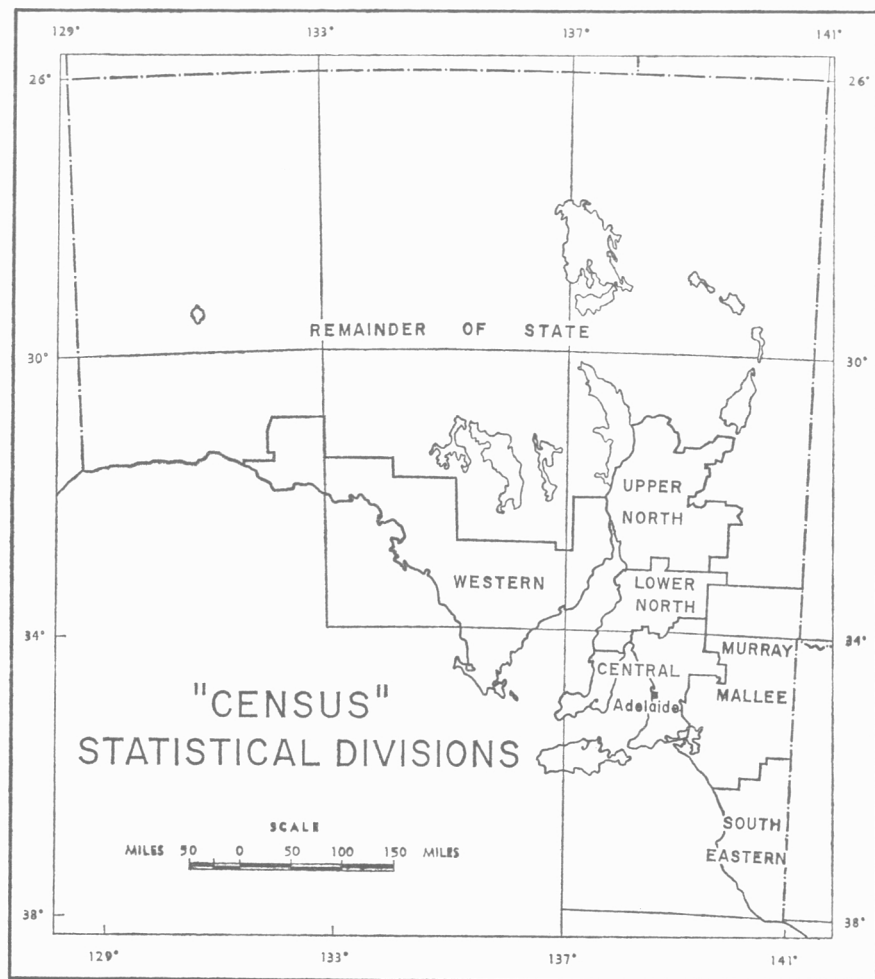 129° 133° 137° 141°
26° 26°
REMAINDER OF STATE
30° 30°
UPPER
NORTH
WESTERN
LOWER
NORTH
34° 34°
MURRAY
CENTRAL
MALLEE
Adelaide
"CENSUS"
STATISTICAL DIVISIONS
SOUTH
EASTERN
SCALE
MILES 50 0 50 100 150 MILES
38° 38°
129° 133° 137° 141°